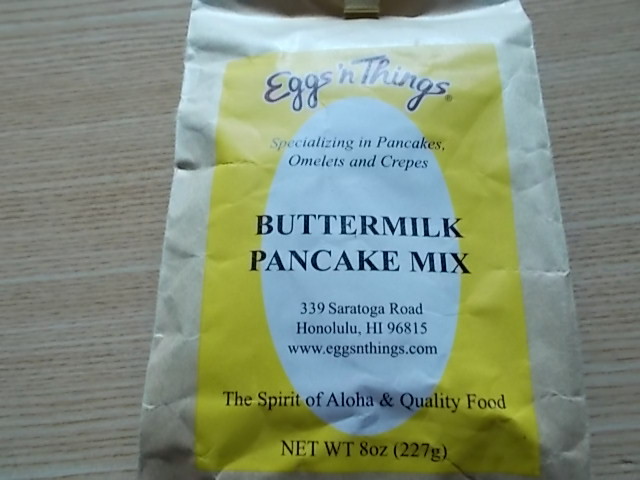 Eggs 'n Things®
Specializing in Pancakes,
Omelets and Crepes
BUTTERMILK
PANCAKE MIX
339 Saratoga Road
Honolulu, HI 96815
www.eggsnthings.com
The Spirit of Aloha & Quality Food
NET WT 8oz (227g)